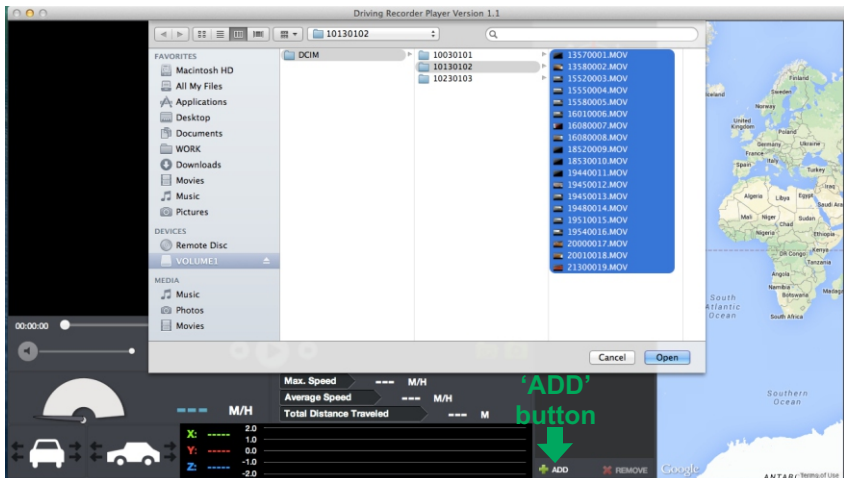 Driving Recorder Player Version 1.1
10130102
FAVORITES
Macintosh HD
All My Files
Applications
Desktop
Documents
WORK
Downloads
Movies
Music
Pictures
DEVICES
Remote Disc
VOLUME1
MEDIA
Music
Photos
Movies
DCIM
10030101
10130102
10230103
13570001.MOV
13580002.MOV
15520003.MOV
15550004.MOV
15580005.MOV
16010006.MOV
16080007.MOV
16080008.MOV
18520009.MOV
18530010.MOV
19440011.MOV
19450012.MOV
19450013.MOV
19480014.MOV
19510015.MOV
19540016.MOV
20000017.MOV
20010018.MOV
21300019.MOV
Cancel
Open
Finland
Sweden
Iceland
Norway
United
Kingdom
Poland
Germany
Ukraine
France
Italy
Spain
Turkey
Iraq
Algeria
Libya
Egypt
Saudi Ara
Mali
Niger
Chad
Sudan
Nigeria
Ethiopia
Kenya
DR Congo
Tanzania
Angola
Namibia
Botswana
Madaga
South
Atlantic
Ocean
South Africa
Southern
Ocean
00:00:00
--- M/H
Max. Speed --- M/H
Average Speed --- M/H
Total Distance Traveled --- M
X: -----
Y: -----
Z: -----
2.0
1.0
0.0
-1.0
-2.0
'ADD'
button
ADD
REMOVE
Google
ANTAR
Terms of Use